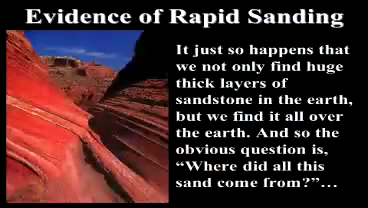 Evidence of Rapid Sanding
It just so happens that
we not only find huge
thick layers of
sandstone in the earth,
but we find it all over
the earth. And so the
obvious question is,
“Where did all this
sand come from?”...